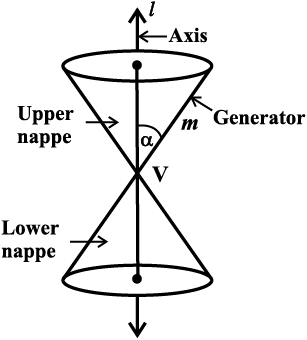 l
Axis
Upper
nappe
α
m
Generator
V
Lower
nappe